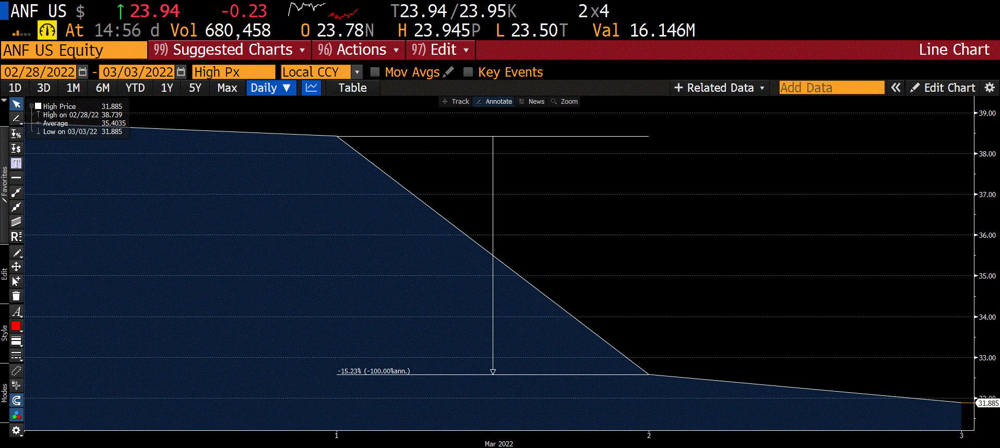 ANF US $ ↑ 23.94 -0.23 T23.94/23.95K 2x4
At 14:56 d Vol 680,458 O 23.78N H 23.945P L 23.50T Val 16.146M
ANF US Equity 99) Suggested Charts 96) Actions 97) Edit Line Chart
02/28/2022 - 03/03/2022 High Px Local CCY Mov Avgs Key Events
1D 3D 1M 6M YTD 1Y 5Y Max Daily ▼ Table + Related Data Add Data « Edit Chart
Track Annotate News Zoom
High Price 31.885
High on 02/28/22 38.739
Average 35.4035
Low on 03/03/22 31.885
39.00
38.00
37.00
36.00
35.00
34.00
33.00
32.00
31.885
-15.23% (-100.00%ann.)
Favorites
Edit
Style
Modes
%
$
T
R
A
1 2 3
Mar 2022